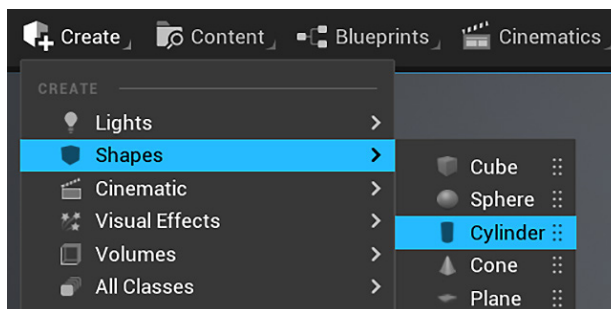 Create Content Blueprints Cinematics
CREATE
Lights
Shapes
Cinematic
Visual Effects
Volumes
All Classes
Cube
Sphere
Cylinder
Cone
Plane